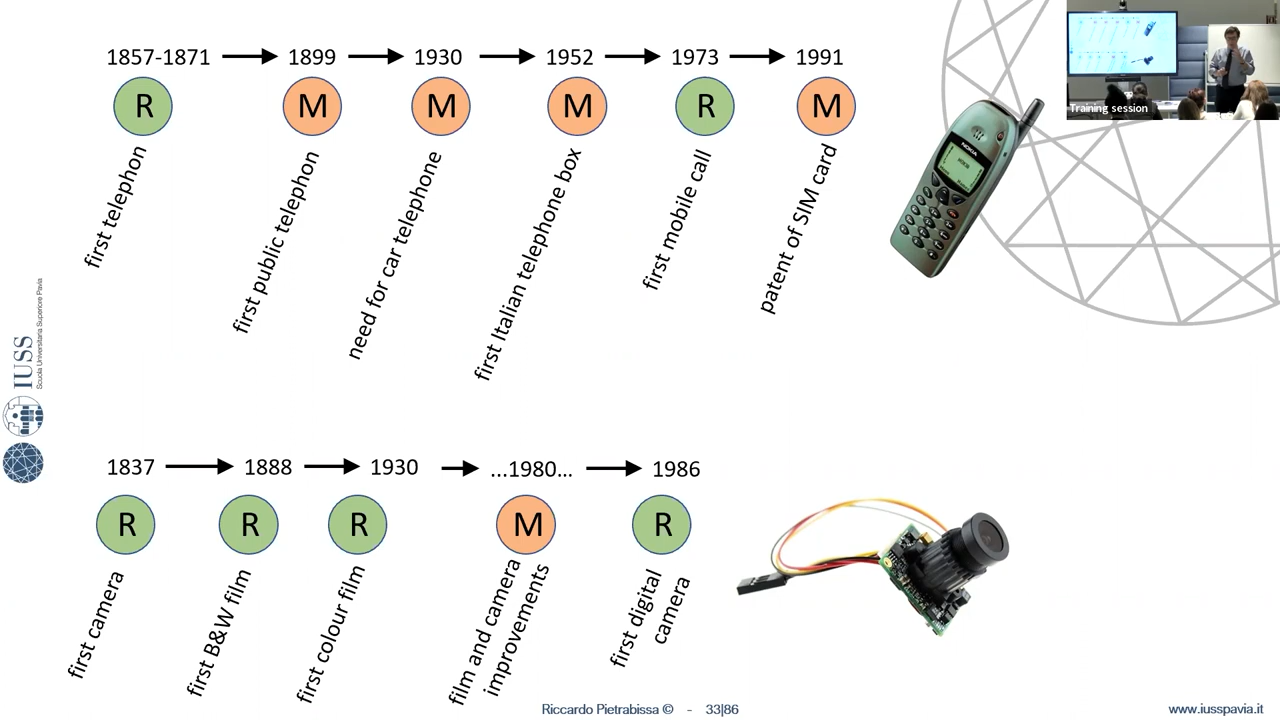 1857-1871 1899 1930 1952 1973 1991
R M M M R M
first telephon
first public telephon
need for car telephone
first Italian telephone box
first mobile call
patent of SIM card
NOKIA
Training session
IUSS
Scuola Universitaria Superiore Pavia
1837 1888 1930 ...1980... 1986
R R R M R
first camera
first B&W film
first colour film
film and camera
improvements
first digital
camera
Riccardo Pietrabissa © - 33|86
www.iusspavia.it